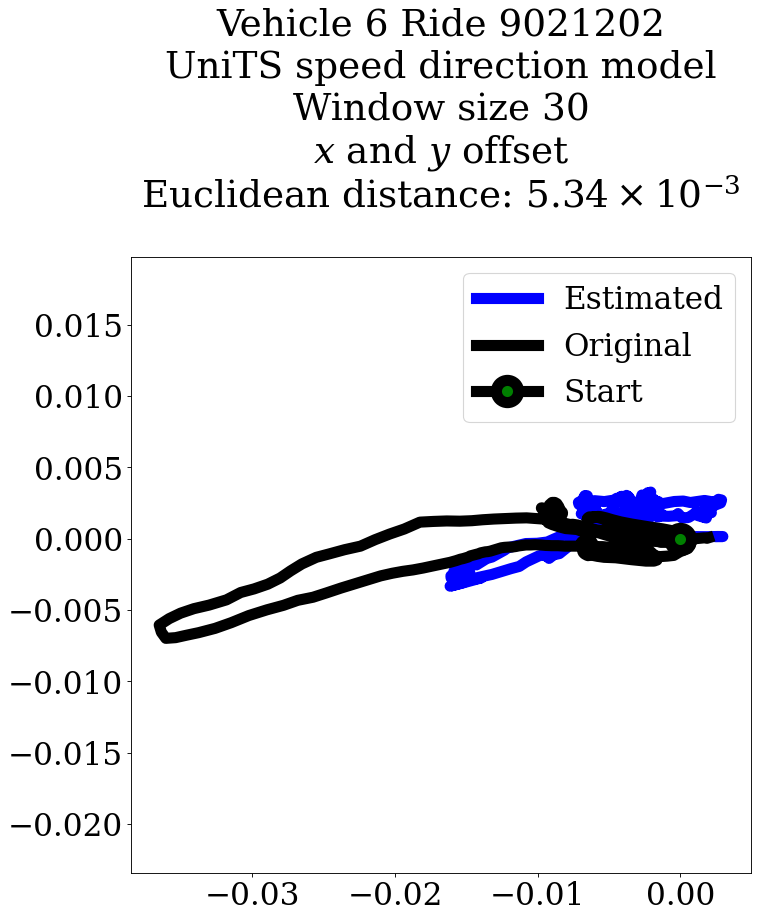 Vehicle 6 Ride 9021202
UniTS speed direction model
Window size 30
x and y offset
Euclidean distance: 5.34 × 10⁻³
Estimated
Original
Start
0.015
0.010
0.005
0.000
−0.005
−0.010
−0.015
−0.020
−0.03 −0.02 −0.01 0.00